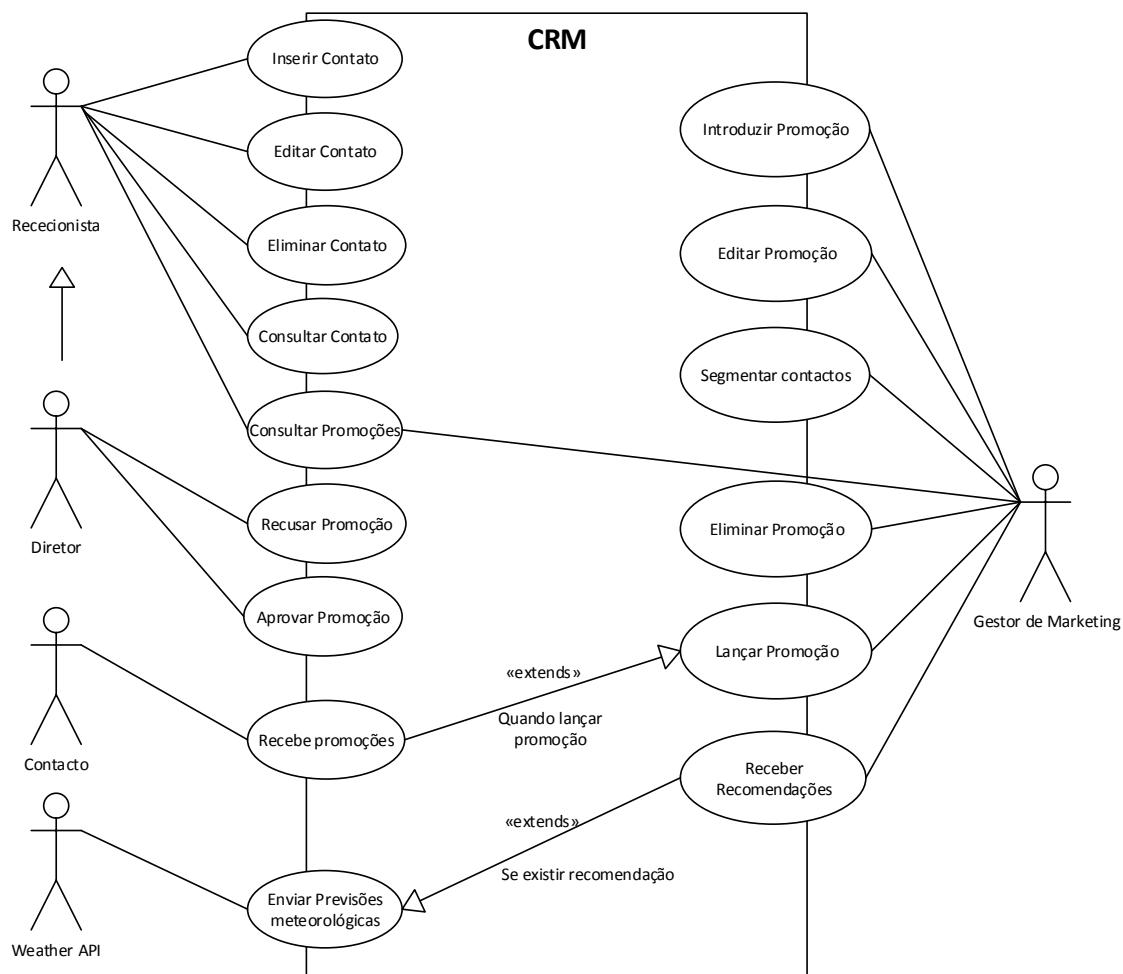 CRM
Inserir Contato
Editar Contato
Eliminar Contato
Consultar Contato
Consultar Promoções
Recusar Promoção
Aprovar Promoção
Recebe promoções
Enviar Previsões
meteorológicas
Rececionista
Diretor
Contacto
Weather API
«extends»
Quando lançar
promoção
«extends»
Se existir recomendação
Introduzir Promoção
Editar Promoção
Segmentar contactos
Eliminar Promoção
Lançar Promoção
Receber
Recomendações
Gestor de Marketing